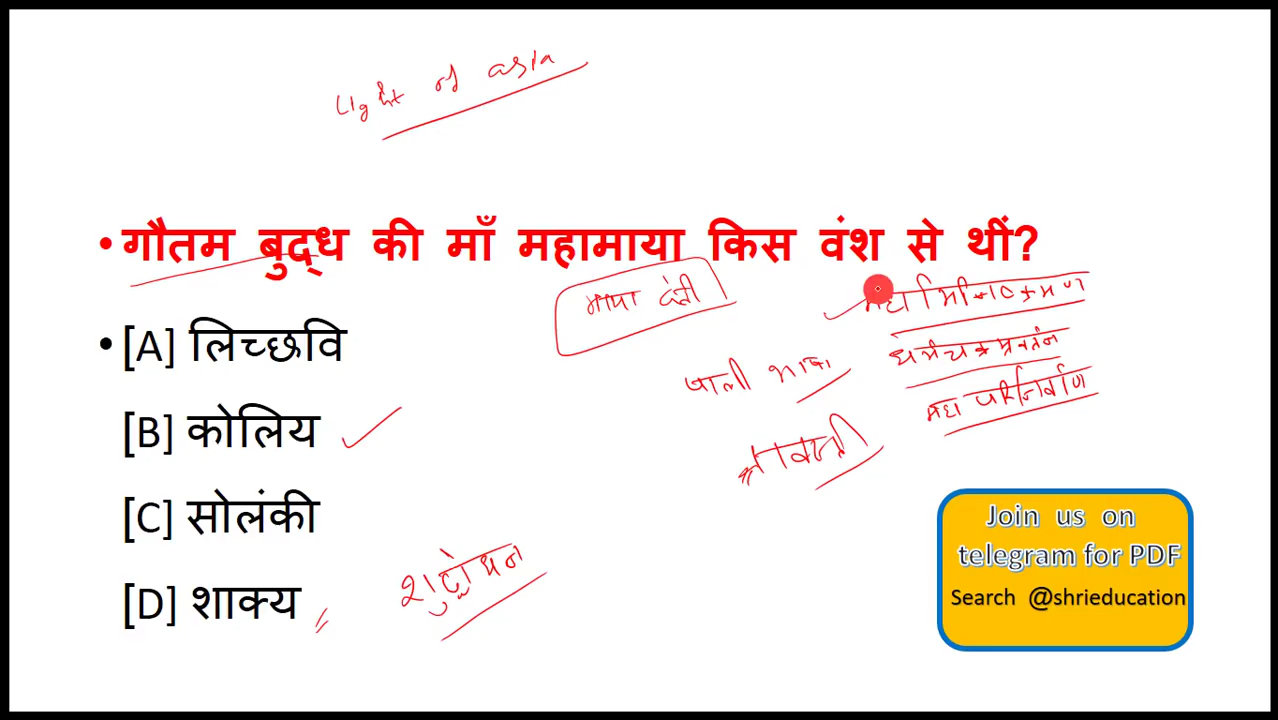 Light of asia
• गौतम बुद्ध की माँ महामाया किस वंश से थीं?
माया देवी
महाभिनिष्क्रमण
• [A] लिच्छवि
धर्मचक्रप्रवर्तन
पाली भाषा
महापरिनिर्वाण
[B] कोलिय
श्रावस्ती
[C] सोलंकी
शुद्धोधन
[D] शाक्य
Join us on
telegram for PDF
Search @shrieducation